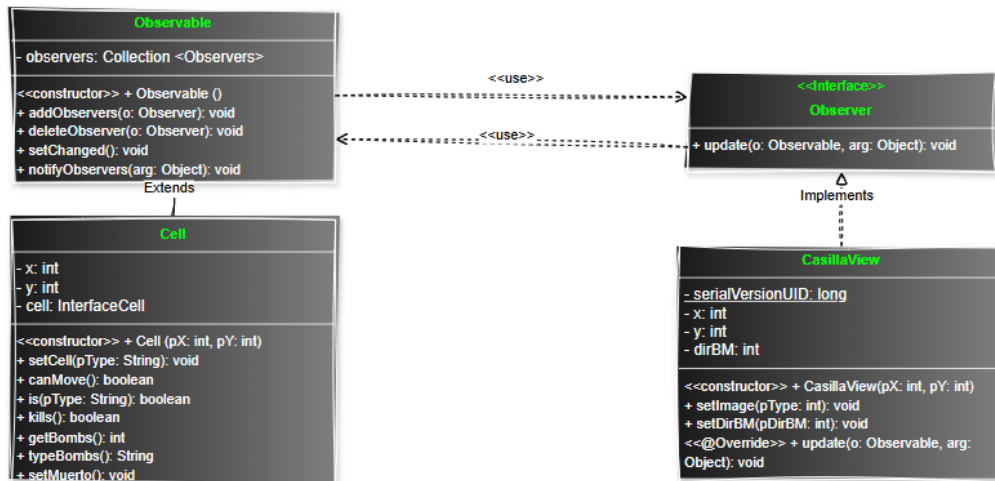 Observable
- observers: Collection <Observers>
<<constructor>> + Observable ()
+ addObservers(o: Observer): void
+ deleteObserver(o: Observer): void
+ setChanged(): void
+ notifyObservers(arg: Object): void
<<use>>
<<use>>
<<Interface>>
Observer
+ update(o: Observable, arg: Object): void
Extends
Implements
Cell
- x: int
- y: int
- cell: InterfaceCell
<<constructor>> + Cell (pX: int, pY: int)
+ setCell(pType: String): void
+ canMove(): boolean
+ is(pType: String): boolean
+ kills(): boolean
+ getBombs(): int
+ typeBombs(): String
+ setMuerto(): void
CasillaView
- serialVersionUID: long
- x: int
- y: int
- dirBM: int
<<constructor>> + CasillaView(pX: int, pY: int)
+ setImage(pType: int): void
+ setDirBM(pDirBM: int): void
<<@Override>> + update(o: Observable, arg:
Object): void